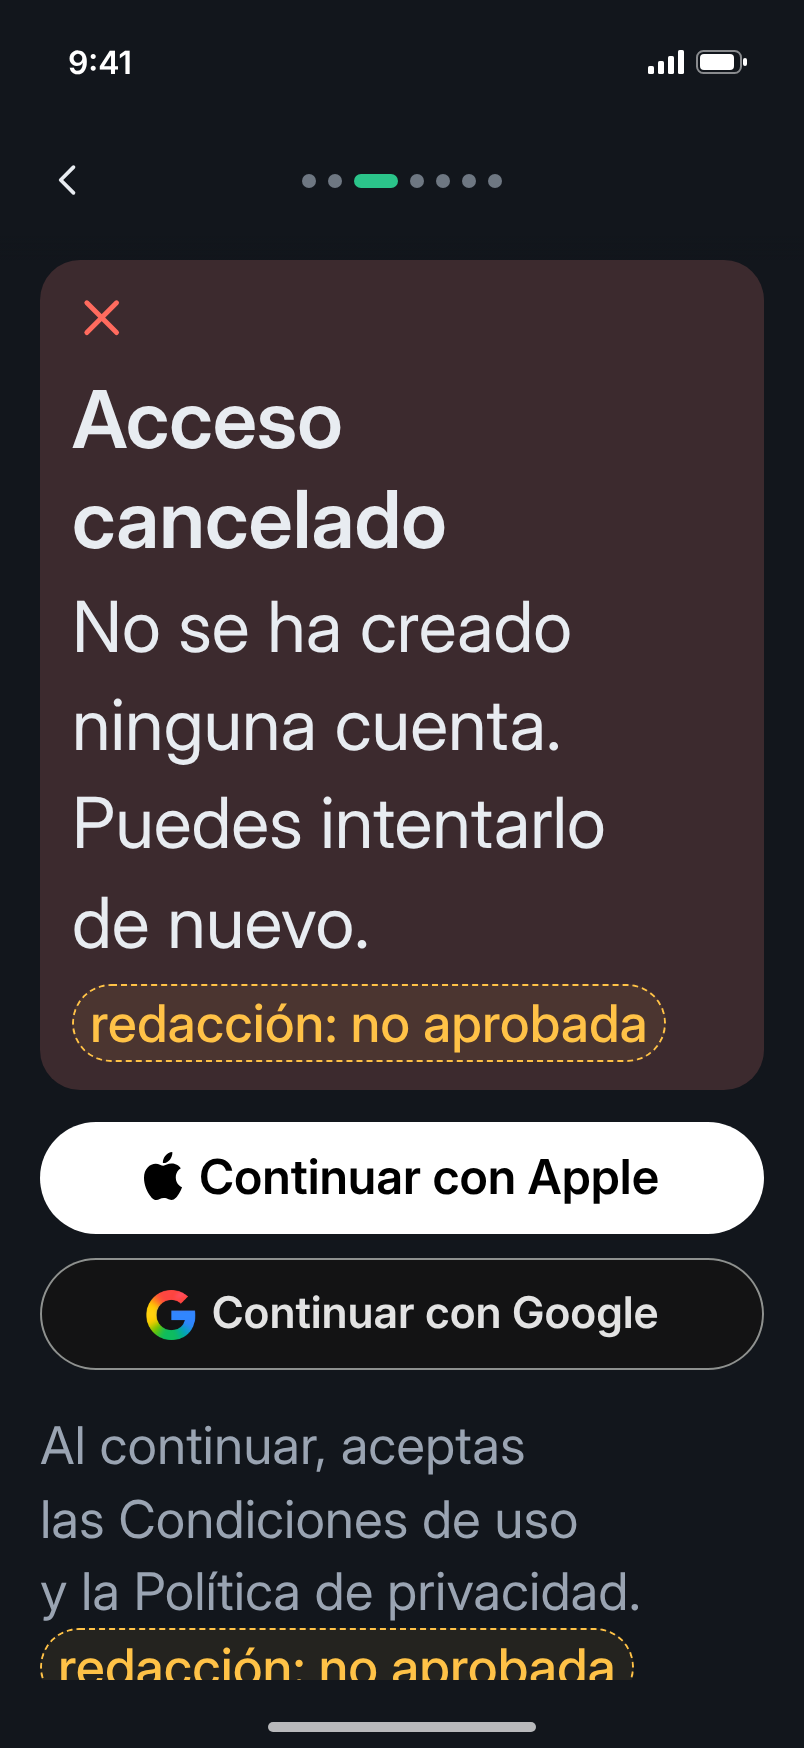 9:41
Acceso
cancelado
No se ha creado
ninguna cuenta.
Puedes intentarlo
de nuevo.
redacción: no aprobada
Continuar con Apple
Continuar con Google
Al continuar, aceptas
las Condiciones de uso
y la Política de privacidad.
redacción: no aprobada